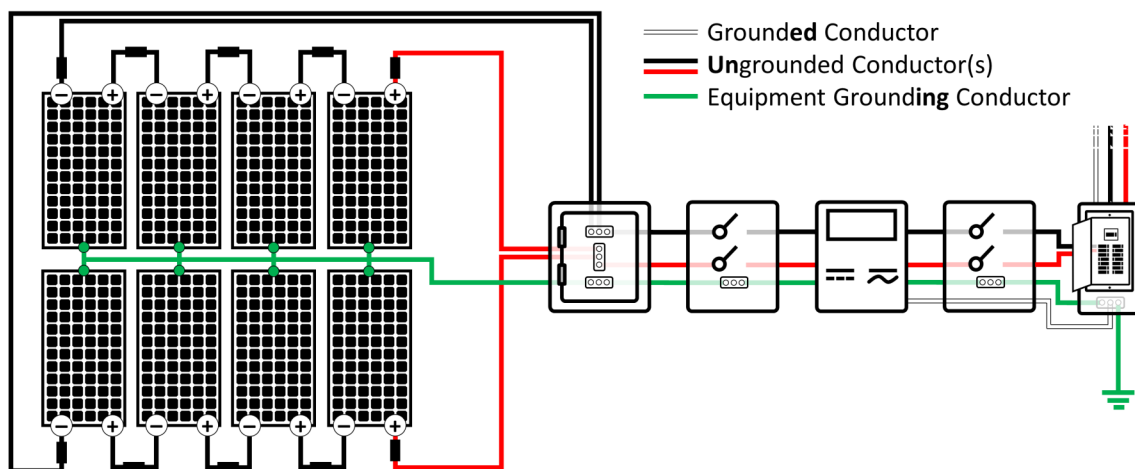 Grounded Conductor
Ungrounded Conductor(s)
Equipment Grounding Conductor
− + − + − + − +
− + − + − + − +